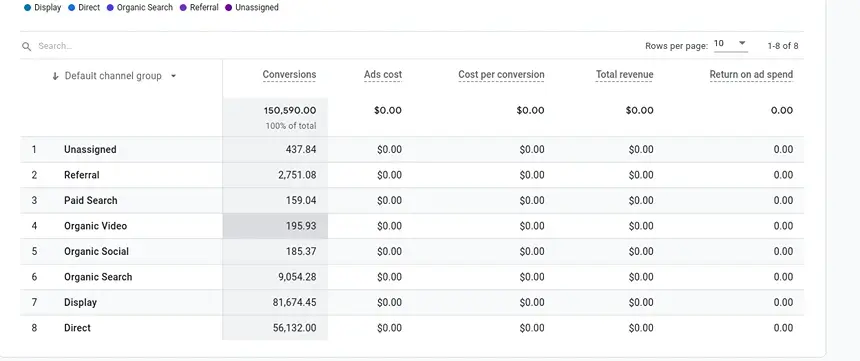 Display Direct Organic Search Referral Unassigned
Search... Rows per page: 10 1-8 of 8
Default channel group Conversions Ads cost Cost per conversion Total revenue Return on ad spend
150,590.00 $0.00 $0.00 $0.00 0.00
100% of total
1 Unassigned 437.84 $0.00 $0.00 $0.00 0.00
2 Referral 2,751.08 $0.00 $0.00 $0.00 0.00
3 Paid Search 159.04 $0.00 $0.00 $0.00 0.00
4 Organic Video 195.93 $0.00 $0.00 $0.00 0.00
5 Organic Social 185.37 $0.00 $0.00 $0.00 0.00
6 Organic Search 9,054.28 $0.00 $0.00 $0.00 0.00
7 Display 81,674.45 $0.00 $0.00 $0.00 0.00
8 Direct 56,132.00 $0.00 $0.00 $0.00 0.00